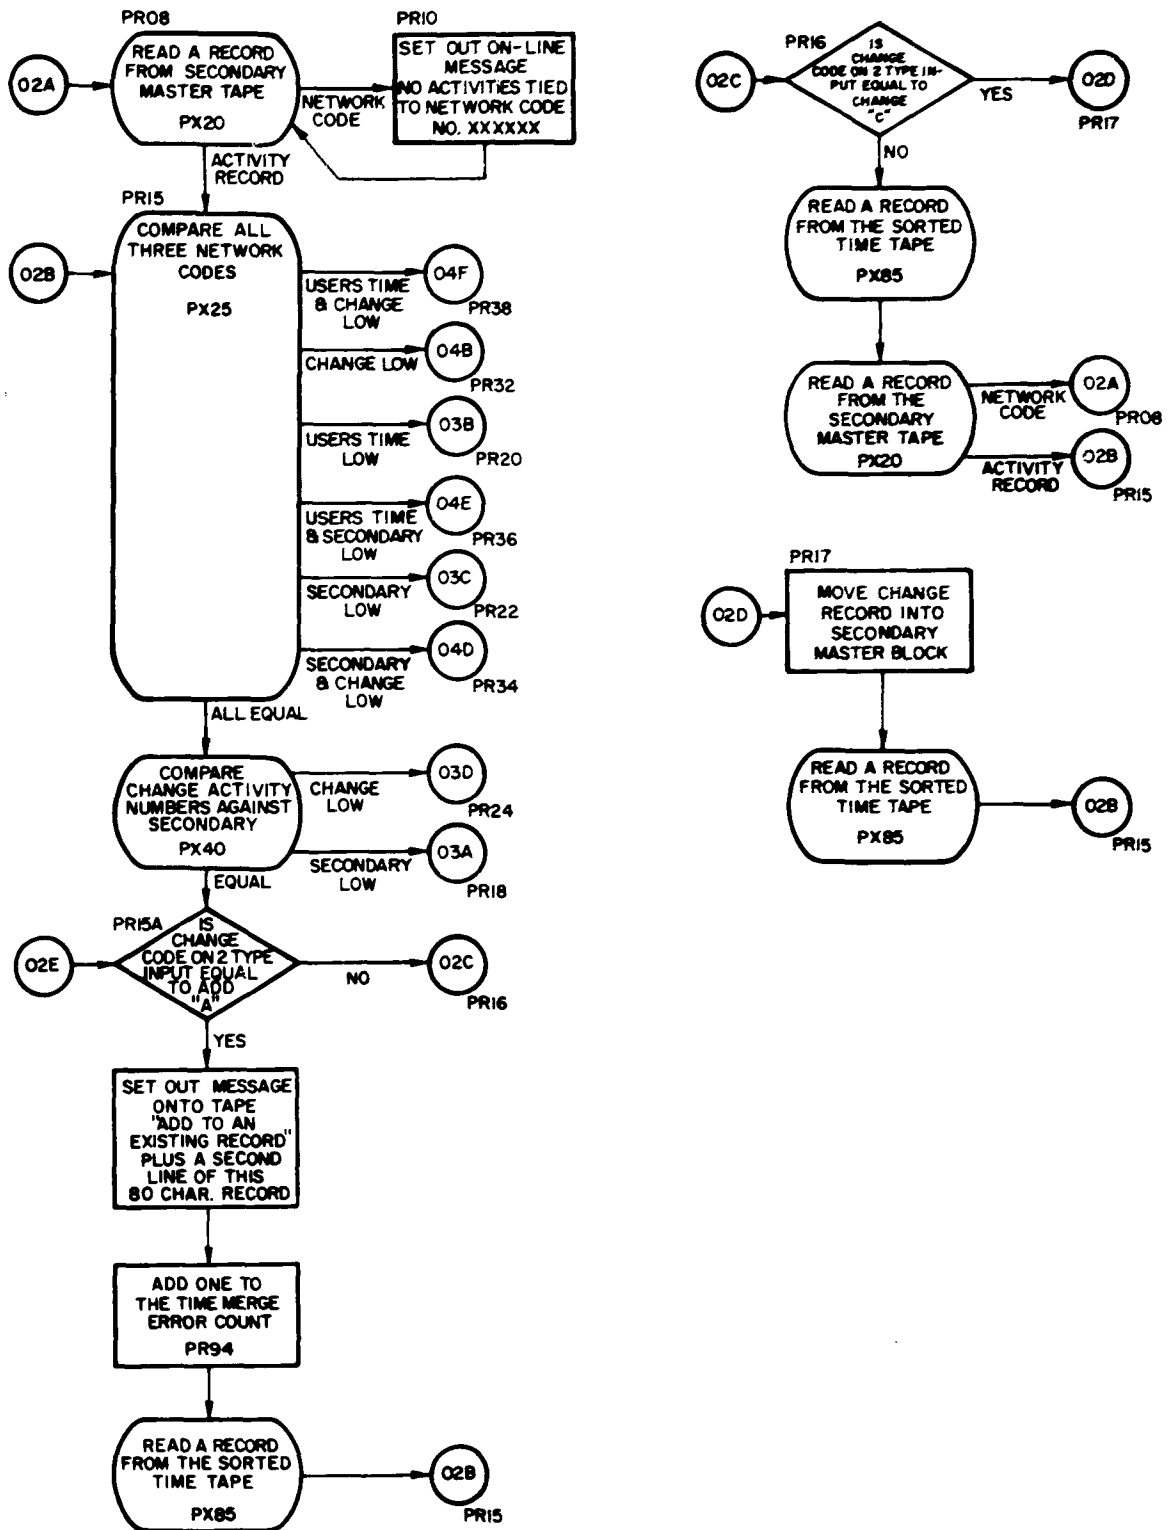 PR08
READ A RECORD
FROM SECONDARY
MASTER TAPE
PX20
02A
NETWORK
CODE
PR10
SET OUT ON-LINE
MESSAGE
NO ACTIVITIES TIED
TO NETWORK CODE
NO. XXXXXX
ACTIVITY
RECORD
PR15
COMPARE ALL
THREE NETWORK
CODES
PX25
02B
USERS TIME
& CHANGE
LOW
04F
PR38
CHANGE LOW
04B
PR32
USERS TIME
LOW
03B
PR20
USERS TIME
& SECONDARY
LOW
04E
PR36
SECONDARY
LOW
03C
PR22
SECONDARY
& CHANGE
LOW
04D
PR34
ALL EQUAL
COMPARE
CHANGE ACTIVITY
NUMBERS AGAINST
SECONDARY
PX40
CHANGE
LOW
03D
PR24
SECONDARY
LOW
03A
PR18
EQUAL
PR15A
02E
IS
CHANGE
CODE ON 2 TYPE
INPUT EQUAL
TO ADD
"A"
NO
02C
PR16
YES
SET OUT MESSAGE
ONTO TAPE
"ADD TO AN
EXISTING RECORD"
PLUS A SECOND
LINE OF THIS
80 CHAR. RECORD
ADD ONE TO
THE TIME MERGE
ERROR COUNT
PR94
READ A RECORD
FROM THE SORTED
TIME TAPE
PX85
02B
PR15
PR16
02C
IS
CHANGE
CODE ON 2 TYPE IN-
PUT EQUAL TO
CHANGE
"C"
YES
02D
PR17
NO
READ A RECORD
FROM THE SORTED
TIME TAPE
PX85
READ A RECORD
FROM THE
SECONDARY
MASTER TAPE
PX20
NETWORK
CODE
02A
PR08
ACTIVITY
RECORD
02B
PR15
PR17
02D
MOVE CHANGE
RECORD INTO
SECONDARY
MASTER BLOCK
READ A RECORD
FROM THE SORTED
TIME TAPE
PX85
02B
PR15